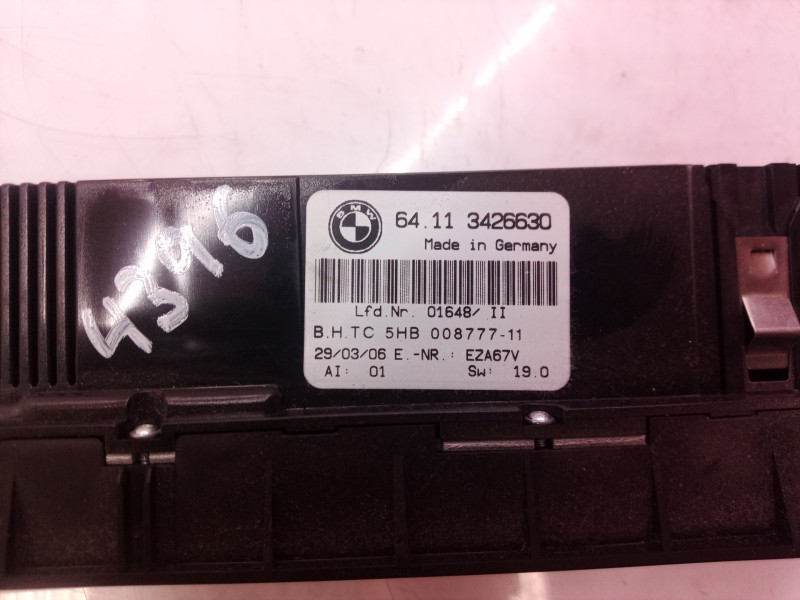 4396
BMW
64.11 3426630
Made in Germany
Lfd.Nr. 01648/ II
B.H.TC 5HB 008777-11
29/03/06 E.-NR.: EZA67V
AI: 01 Sw: 19.0